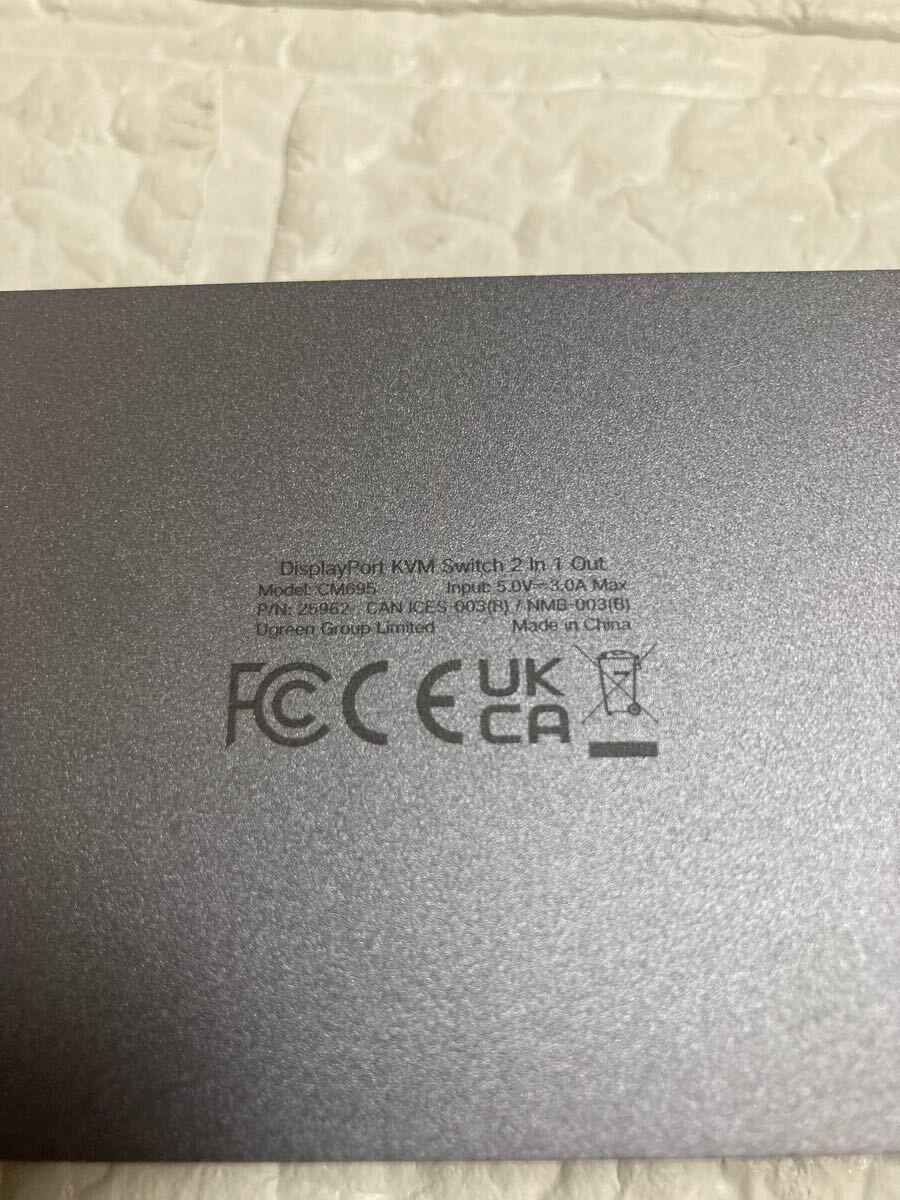 DisplayPort KVM Switch 2 In 1 Out
Model: CM695 Input: 5.0V⎓3.0A Max
P/N: 25962 CAN ICES-003(B) / NMB-003(B)
Ugreen Group Limited Made in China
FC CE UK
CA